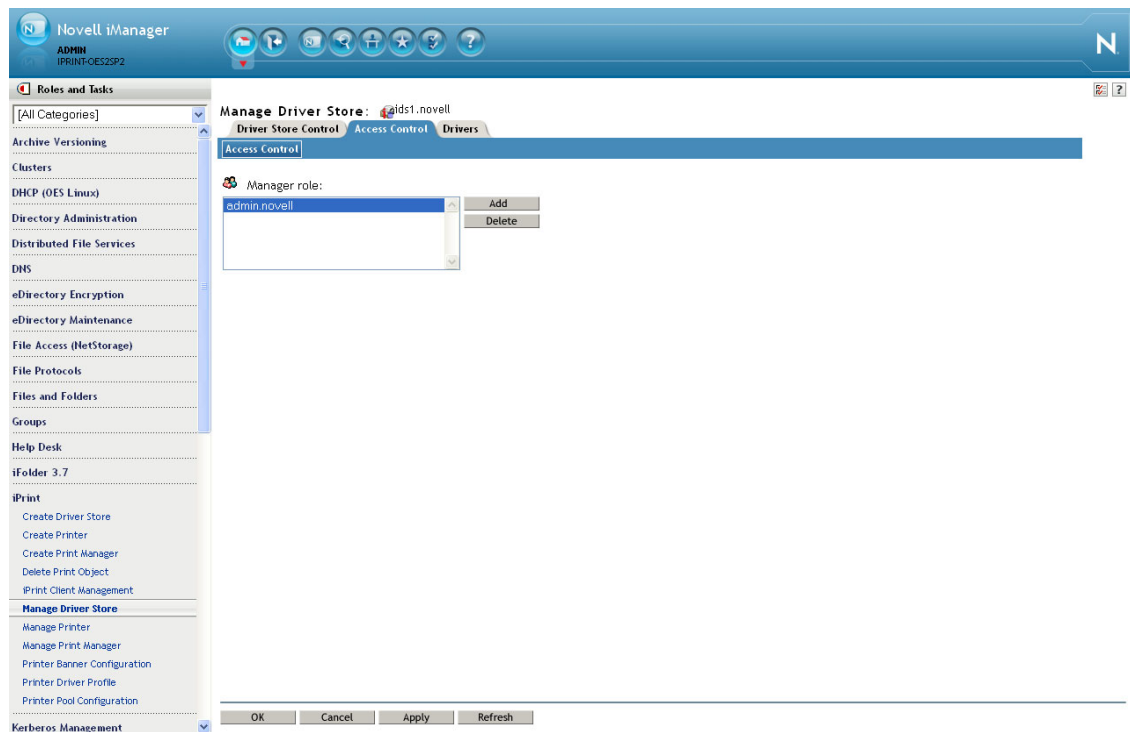 Novell iManager
ADMIN
IPRINT-OES2SP2
N
Roles and Tasks
[All Categories]
Archive Versioning
Clusters
DHCP (OES Linux)
Directory Administration
Distributed File Services
DNS
eDirectory Encryption
eDirectory Maintenance
File Access (NetStorage)
File Protocols
Files and Folders
Groups
Help Desk
iFolder 3.7
iPrint
Create Driver Store
Create Printer
Create Print Manager
Delete Print Object
iPrint Client Management
Manage Driver Store
Manage Printer
Manage Print Manager
Printer Banner Configuration
Printer Driver Profile
Printer Pool Configuration
Kerberos Management
Manage Driver Store: ids1.novell
Driver Store Control Access Control Drivers
Access Control
Manager role:
admin.novell
Add
Delete
OK Cancel Apply Refresh